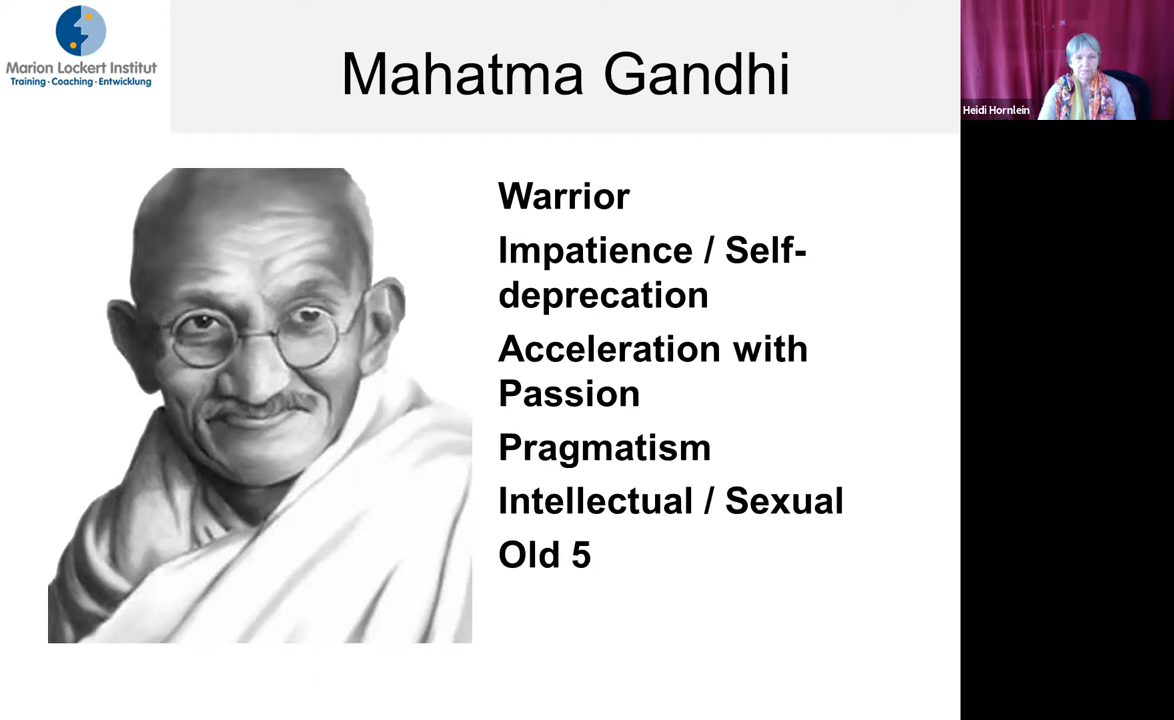 Marion Lockert Institut
Training·Coaching·Entwicklung
Mahatma Gandhi
Heidi Hornlein
Warrior
Impatience / Self-
deprecation
Acceleration with
Passion
Pragmatism
Intellectual / Sexual
Old 5